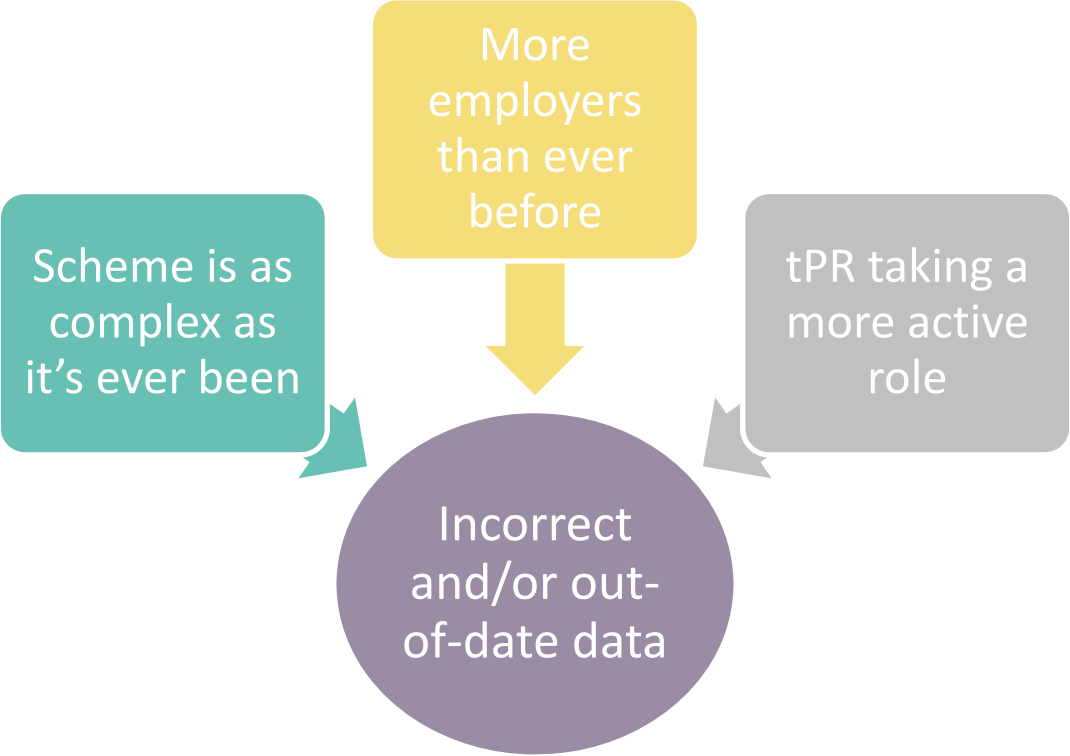 More
employers
than ever
before
Scheme is as
complex as
it’s ever been
tPR taking a
more active
role
Incorrect
and/or out-
of-date data